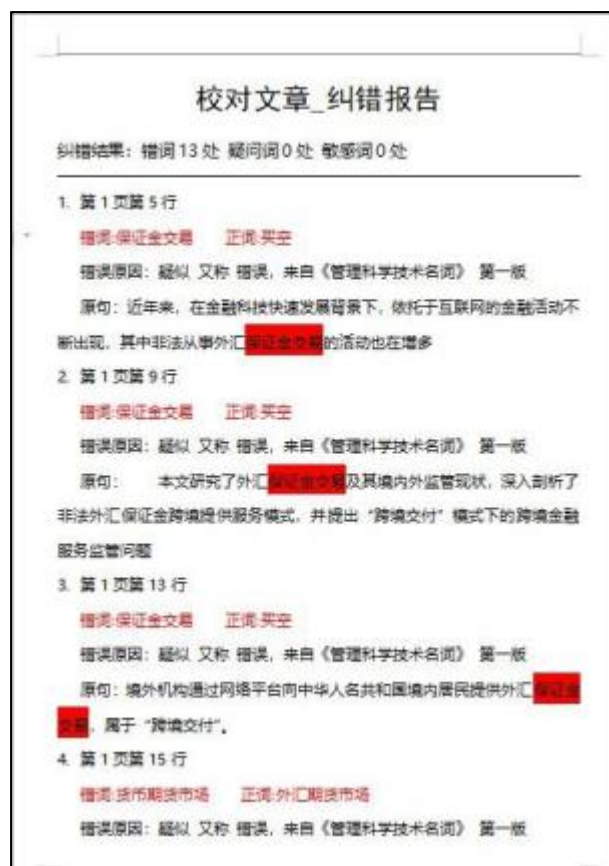 校对文章_纠错报告
纠错结果：错词13处 疑问词0处 敏感词0处
1. 第1页第5行
错词:保证金交易 正词:买空
错误原因：疑似 又称 错误，来自《管理科学技术名词》 第一版
原句：近年来，在金融科技快速发展背景下，依托于互联网的金融活动不
断出现，其中非法从事外汇保证金交易的活动也在增多
2. 第1页第9行
错词:保证金交易 正词:买空
错误原因：疑似 又称 错误，来自《管理科学技术名词》 第一版
原句： 本文研究了外汇保证金交易及其境内外监管现状，深入剖析了
非法外汇保证金跨境提供服务模式，并提出“跨境交付”模式下的跨境金融
服务监管问题
3. 第1页第13行
错词:保证金交易 正词:买空
错误原因：疑似 又称 错误，来自《管理科学技术名词》 第一版
原句：境外机构通过网络平台向中华人名共和国境内居民提供外汇保证金
交易，属于“跨境交付”。
4. 第1页第15行
错词:货币期货市场 正词:外汇期货市场
错误原因：疑似 又称 错误，来自《管理科学技术名词》 第一版